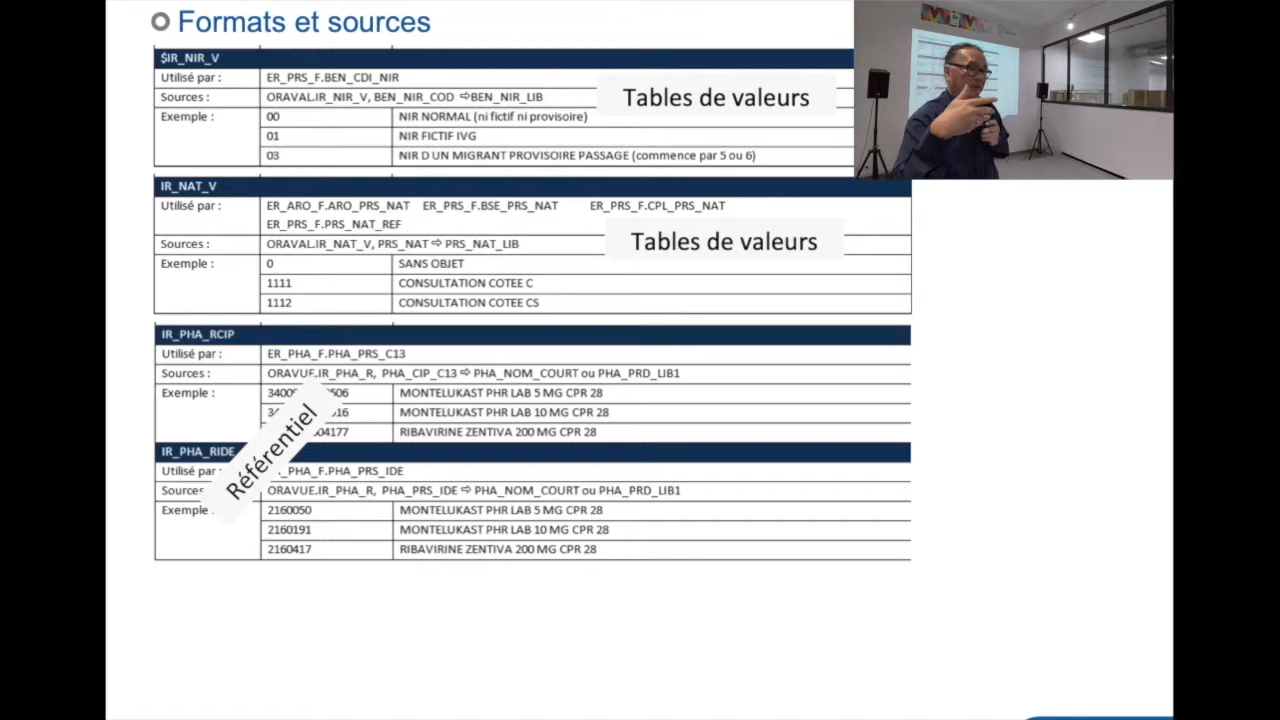 Formats et sources
$IR_NIR_V
Utilisé par : ER_PRS_F.BEN_CDI_NIR
Sources : ORAVAL.IR_NIR_V, BEN_NIR_COD ⇨BEN_NIR_LIB
Tables de valeurs
Exemple : 00 NIR NORMAL (ni fictif ni provisoire)
01 NIR FICTIF IVG
03 NIR D UN MIGRANT PROVISOIRE PASSAGE (commence par 5 ou 6)
IR_NAT_V
Utilisé par : ER_ARO_F.ARO_PRS_NAT ER_PRS_F.BSE_PRS_NAT ER_PRS_F.CPL_PRS_NAT
ER_PRS_F.PRS_NAT_REF
Sources : ORAVAL.IR_NAT_V, PRS_NAT ⇨ PRS_NAT_LIB
Tables de valeurs
Exemple : 0 SANS OBJET
1111 CONSULTATION COTEE C
1112 CONSULTATION COTEE CS
IR_PHA_RCIP
Utilisé par : ER_PHA_F.PHA_PRS_C13
Sources : ORAVUE.IR_PHA_R, PHA_CIP_C13 ⇨ PHA_NOM_COURT ou PHA_PRD_LIB1
Exemple : MONTELUKAST PHR LAB 5 MG CPR 28
MONTELUKAST PHR LAB 10 MG CPR 28
RIBAVIRINE ZENTIVA 200 MG CPR 28
Référentiel
IR_PHA_RIDE
Utilisé par _PHA_F.PHA_PRS_IDE
Sources ORAVUE.IR_PHA_R, PHA_PRS_IDE ⇨ PHA_NOM_COURT ou PHA_PRD_LIB1
Exemple : 2160050 MONTELUKAST PHR LAB 5 MG CPR 28
2160191 MONTELUKAST PHR LAB 10 MG CPR 28
2160417 RIBAVIRINE ZENTIVA 200 MG CPR 28